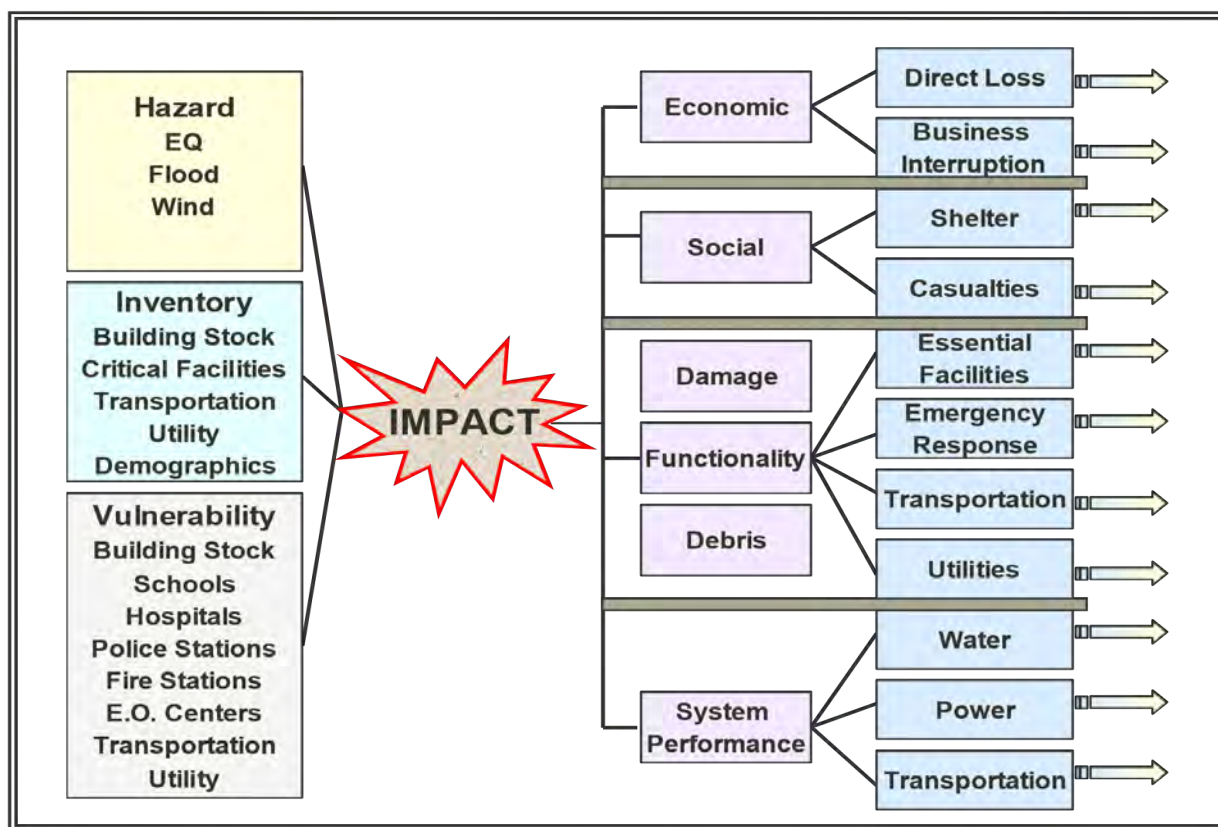 Hazard
EQ
Flood
Wind
Inventory
Building Stock
Critical Facilities
Transportation
Utility
Demographics
Vulnerability
Building Stock
Schools
Hospitals
Police Stations
Fire Stations
E.O. Centers
Transportation
Utility
IMPACT
Economic
Direct Loss
Business
Interruption
Social
Shelter
Casualties
Damage
Functionality
Debris
Essential
Facilities
Emergency
Response
Transportation
Utilities
System
Performance
Water
Power
Transportation